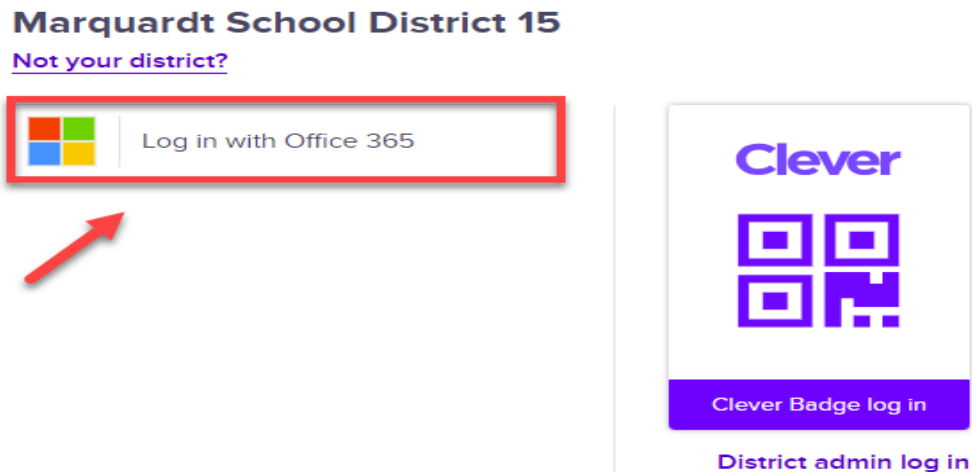 Marquardt School District 15
Not your district?
Log in with Office 365
Clever
Clever Badge log in
District admin log in